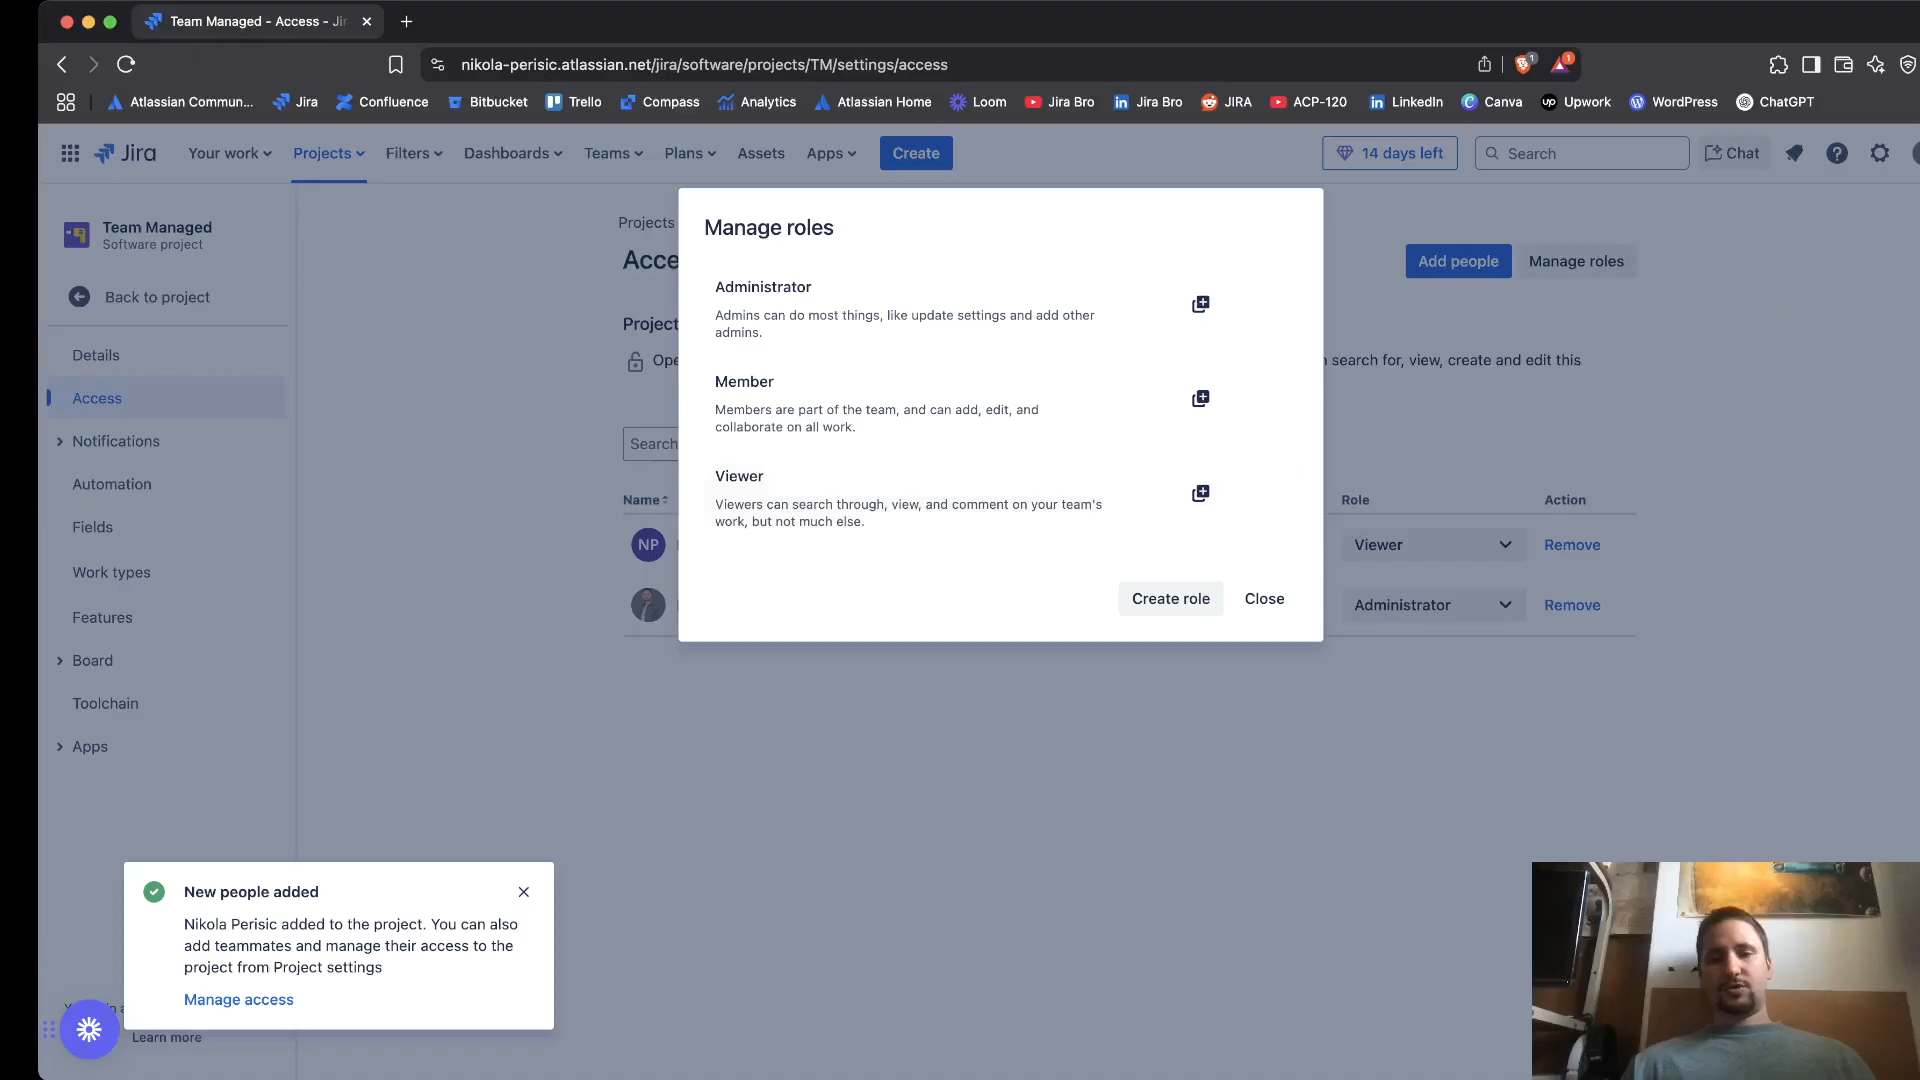 Team Managed - Access - Jir
nikola-perisic.atlassian.net/jira/software/projects/TM/settings/access
1
1
Atlassian Commun...
Jira
Confluence
Bitbucket
Trello
Compass
Analytics
Atlassian Home
Loom
Jira Bro
Jira Bro
JIRA
ACP-120
LinkedIn
Canva
up Upwork
WordPress
ChatGPT
Jira
Your work
Projects
Filters
Dashboards
Teams
Plans
Assets
Apps
Create
14 days left
Search
Chat
Team Managed
Software project
Back to project
Details
Access
Notifications
Automation
Fields
Work types
Features
Board
Toolchain
Apps
Learn more
Projects
Acce
Add people
Manage roles
Project
Ope
search for, view, create and edit this
Search
Name
Role
Action
NP
Viewer
Remove
Administrator
Remove
Manage roles
Administrator
Admins can do most things, like update settings and add other
admins.
Member
Members are part of the team, and can add, edit, and
collaborate on all work.
Viewer
Viewers can search through, view, and comment on your team's
work, but not much else.
Create role
Close
New people added
Nikola Perisic added to the project. You can also
add teammates and manage their access to the
project from Project settings
Manage access